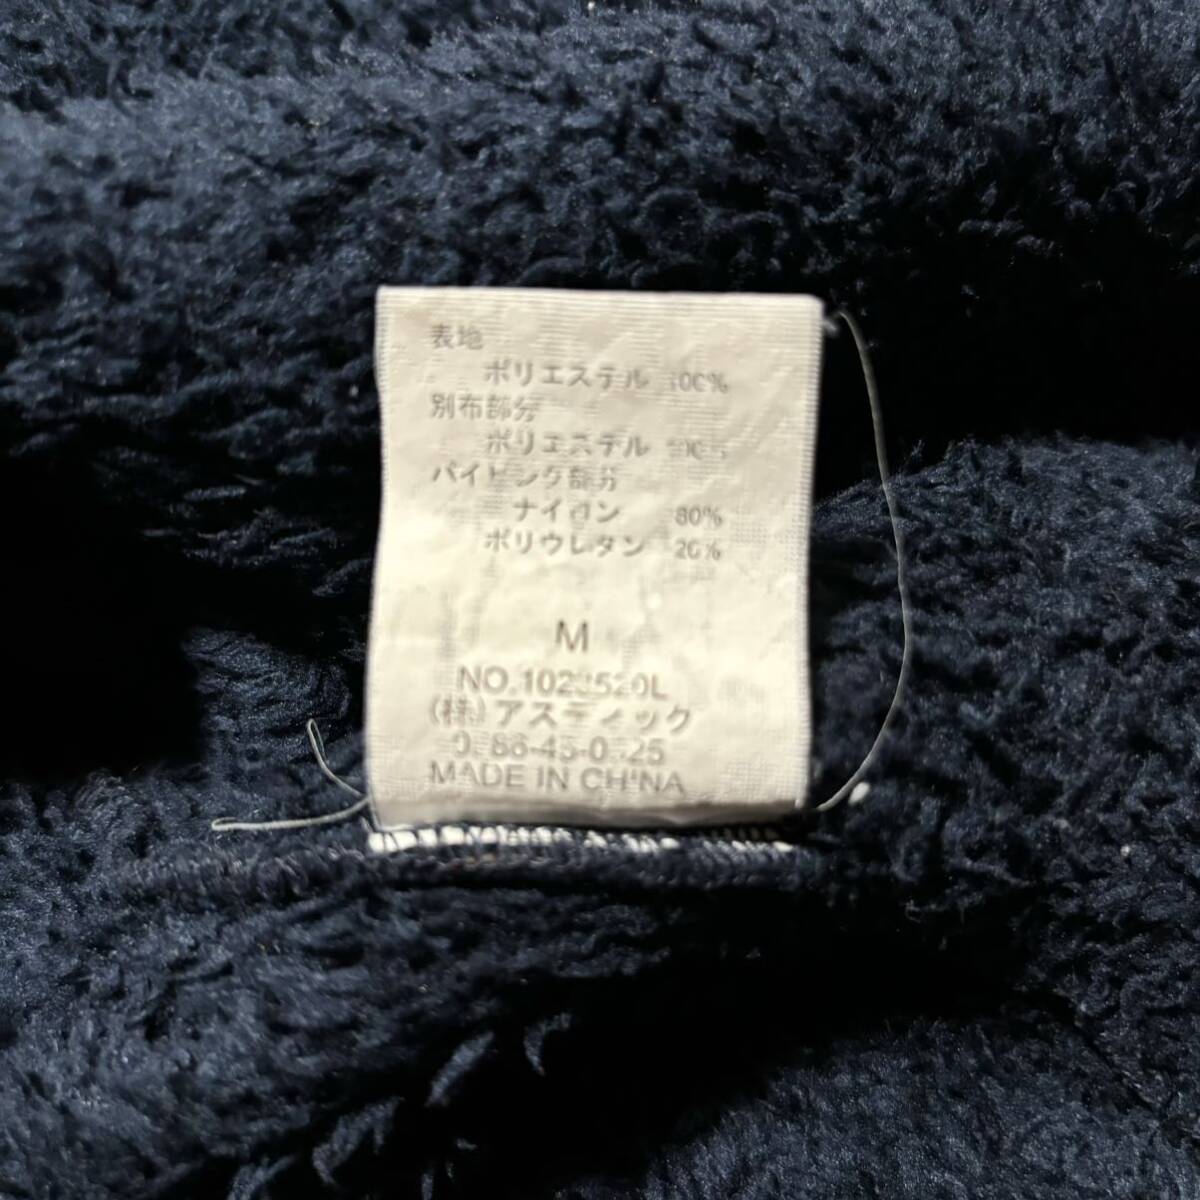 表地
ポリエステル 100%
別布部分
ポリエステル
パイピング部分
ナイロン 80%
ポリウレタン 20%
M
(株)アスティック
MADE IN CHINA